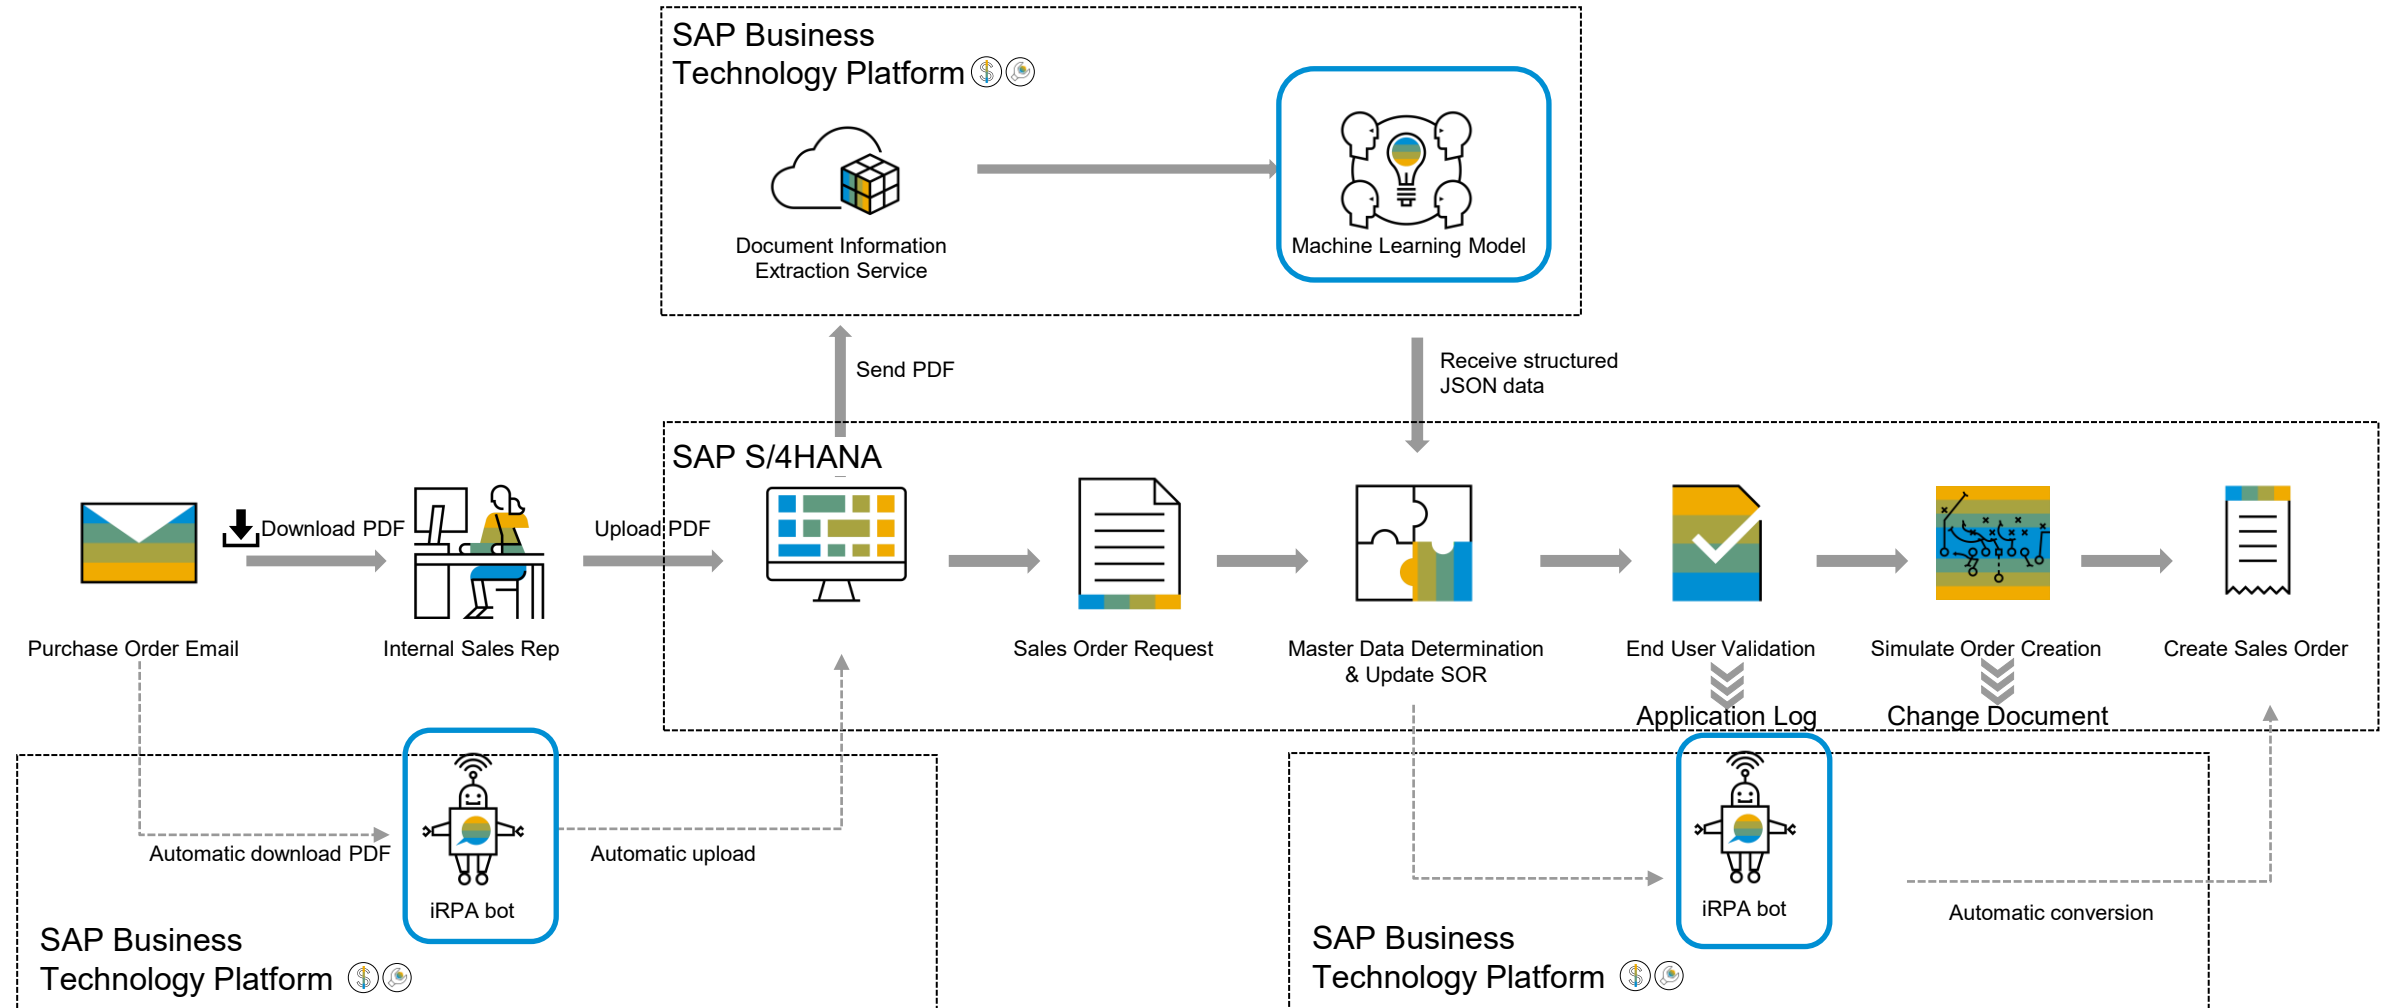 SAP Business
Technology Platform
Document Information
Extraction Service
Machine Learning Model
Send PDF
Receive structured
JSON data
SAP S/4HANA
Download PDF
Upload PDF
Purchase Order Email
Internal Sales Rep
Sales Order Request
Master Data Determination
& Update SOR
End User Validation
Simulate Order Creation
Create Sales Order
Application Log
Change Document
Automatic download PDF
iRPA bot
Automatic upload
SAP Business
Technology Platform
iRPA bot
Automatic conversion
SAP Business
Technology Platform